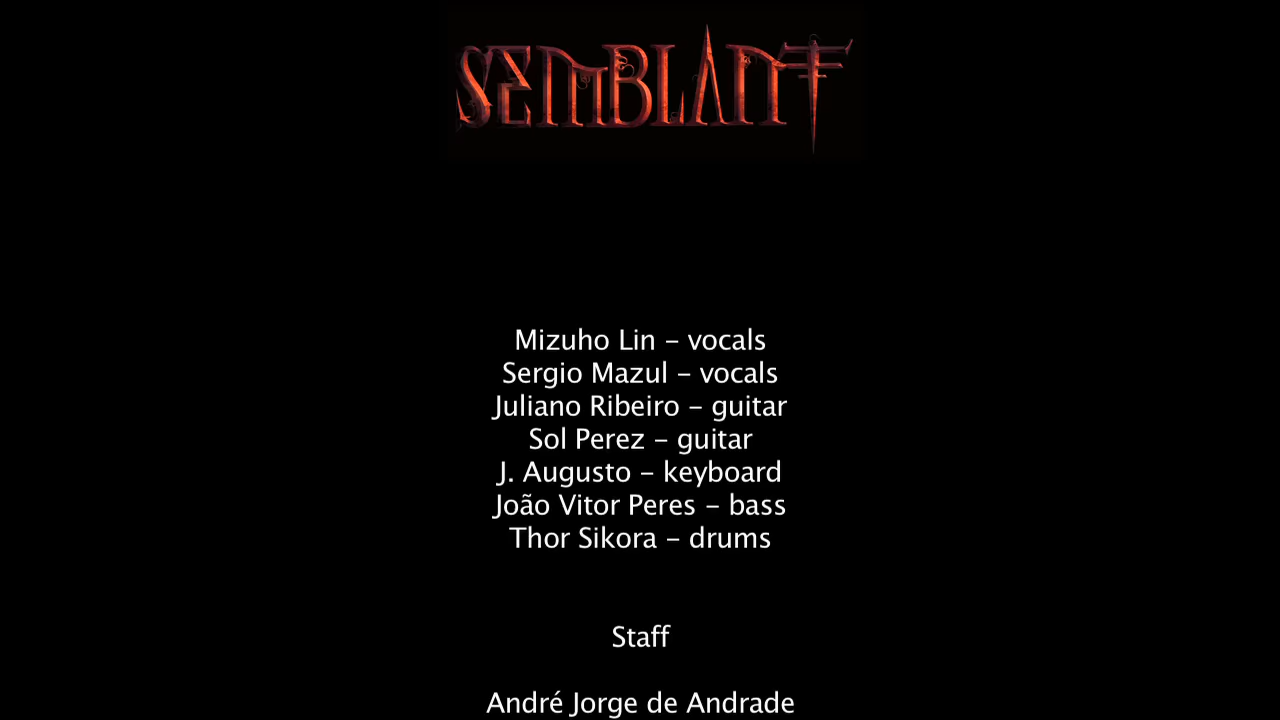 SEMBLANT
Mizuho Lin – vocals
Sergio Mazul – vocals
Juliano Ribeiro – guitar
Sol Perez – guitar
J. Augusto – keyboard
João Vitor Peres – bass
Thor Sikora – drums
Staff
André Jorge de Andrade